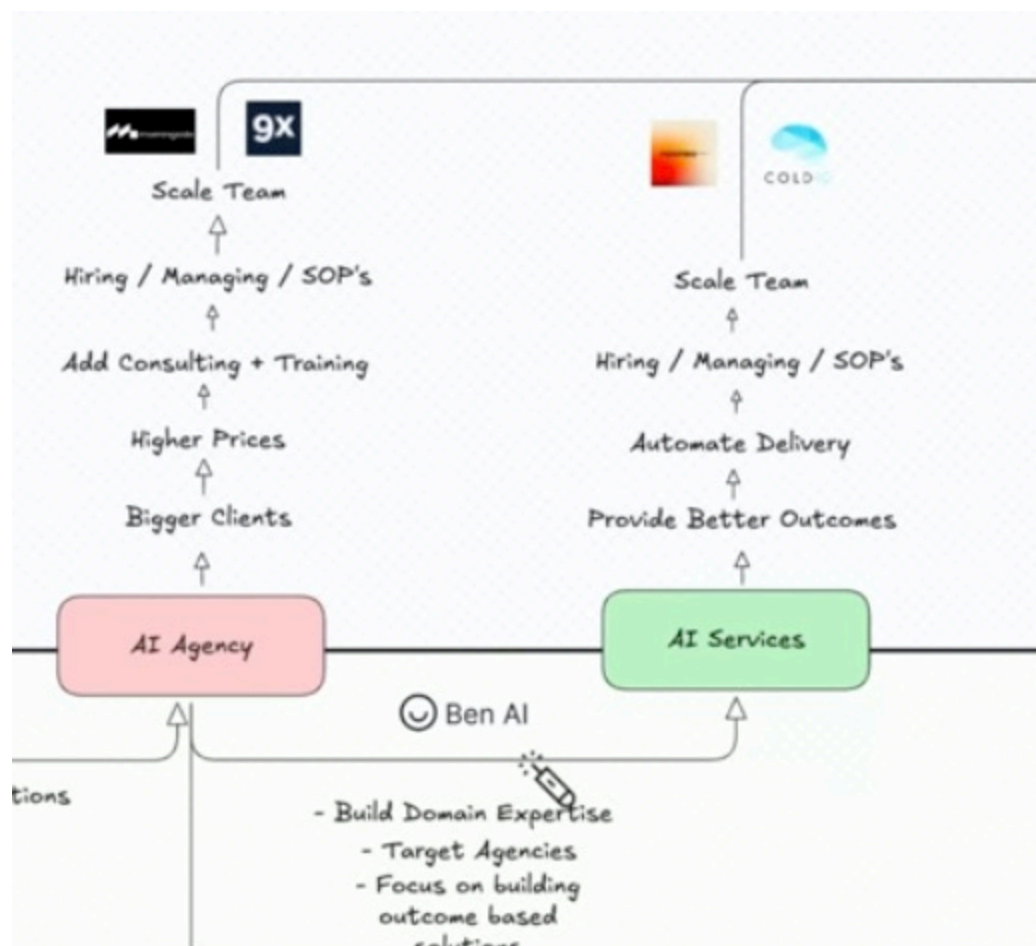 9x
COLD
Scale Team
Scale Team
Hiring / Managing / SOP's
Hiring / Managing / SOP's
Add Consulting + Training
Higher Prices
Automate Delivery
Bigger Clients
Provide Better Outcomes
AI Agency
AI Services
Ben AI
tions
- Build Domain Expertise
- Target Agencies
- Focus on building
outcome based
solutions